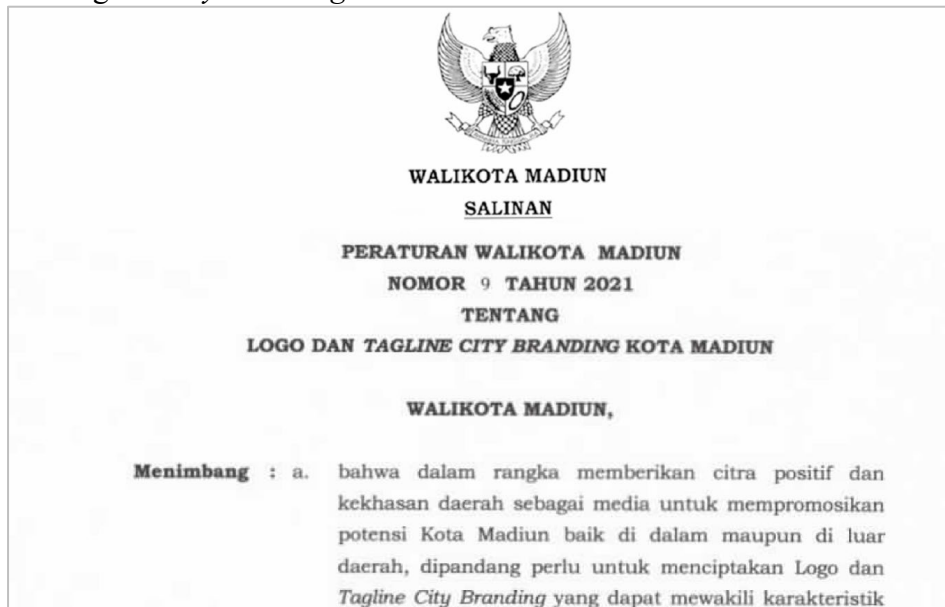 WALIKOTA MADIUN
SALINAN
PERATURAN WALIKOTA MADIUN
NOMOR 9 TAHUN 2021
TENTANG
LOGO DAN TAGLINE CITY BRANDING KOTA MADIUN
WALIKOTA MADIUN,
Menimbang : a. bahwa dalam rangka memberikan citra positif dan
kekhasan daerah sebagai media untuk mempromosikan
potensi Kota Madiun baik di dalam maupun di luar
daerah, dipandang perlu untuk menciptakan Logo dan
Tagline City Branding yang dapat mewakili karakteristik